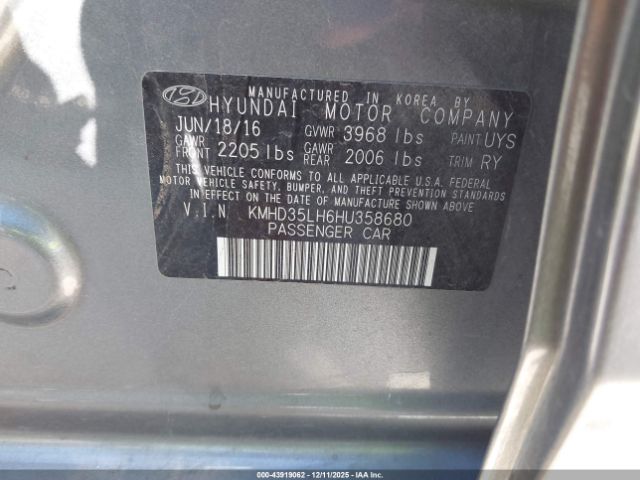 MANUFACTURED IN KOREA BY
HYUNDAI MOTOR COMPANY
JUN/18/16 GVWR 3968 lbs PAINT UYS
GAWR FRONT 2205 lbs GAWR REAR 2006 lbs TRIM RY
THIS VEHICLE CONFORMS TO ALL APPLICABLE U.S.A. FEDERAL
MOTOR VEHICLE SAFETY, BUMPER, AND THEFT PREVENTION STANDARDS
IN EFFECT ON THE DATE OF MANUFACTURE SHOWN ABOVE.
V.I.N KMHD35LH6HU358680
PASSENGER CAR
000-43919062 - 12/11/2025 - COPART